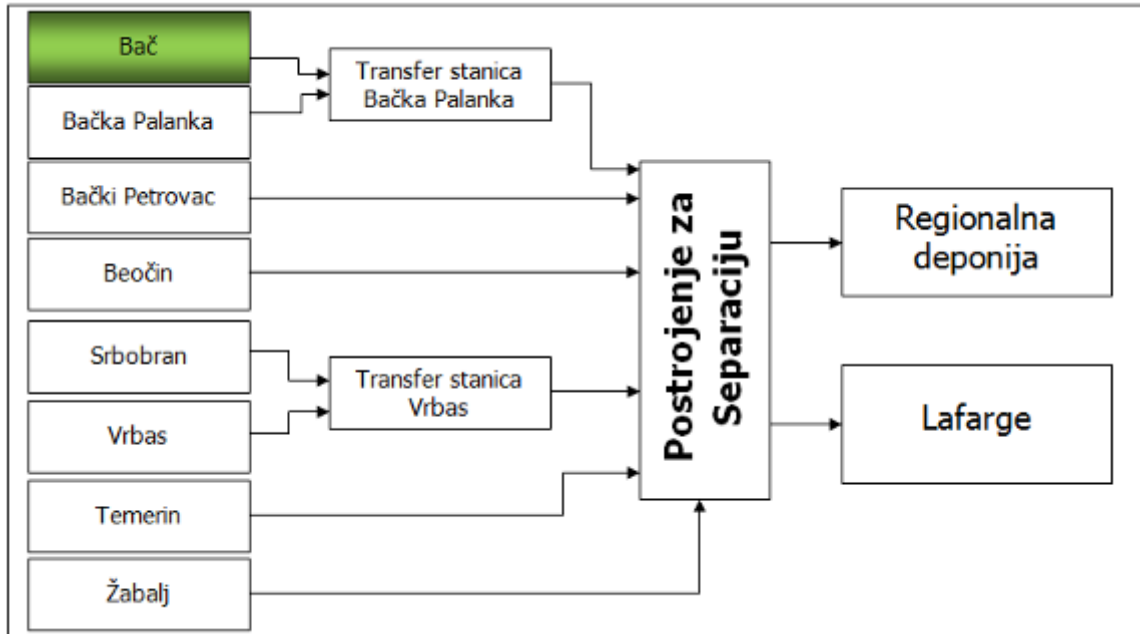 Bač
Bačka Palanka
Bački Petrovac
Beočin
Srbobran
Vrbas
Temerin
Žabalj
Transfer stanica
Bačka Palanka
Transfer stanica
Vrbas
Postrojenje za
Separaciju
Regionalna
deponija
Lafarge